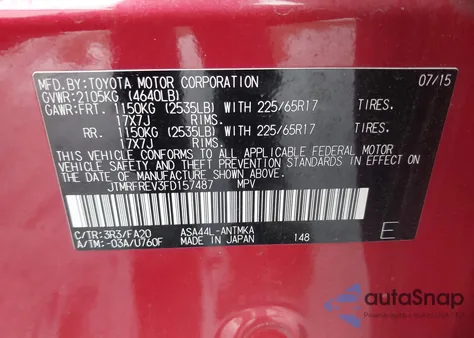 MFD.BY:TOYOTA MOTOR CORPORATION 07/15
GVWR:2105KG (4640LB)
GAWR:FRT. 1150KG (2535LB) WITH 225/65R17 TIRES.
17X7J RIMS.
RR. 1150KG (2535LB) WITH 225/65R17 TIRES.
17X7J RIMS.
THIS VEHICLE CONFORMS TO ALL APPLICABLE FEDERAL MOTOR
VEHICLE SAFETY AND BUMPER STANDARDS IN EFFECT ON
THE DATE OF MANUFACTURE SHOWN ABOVE.
JTMRFREV3FD157487 MPV
C/TR:3R3/FA20 ASA44L-ANTMKA E
A/TM:-03A/U760F MADE IN JAPAN 148
autoSnap